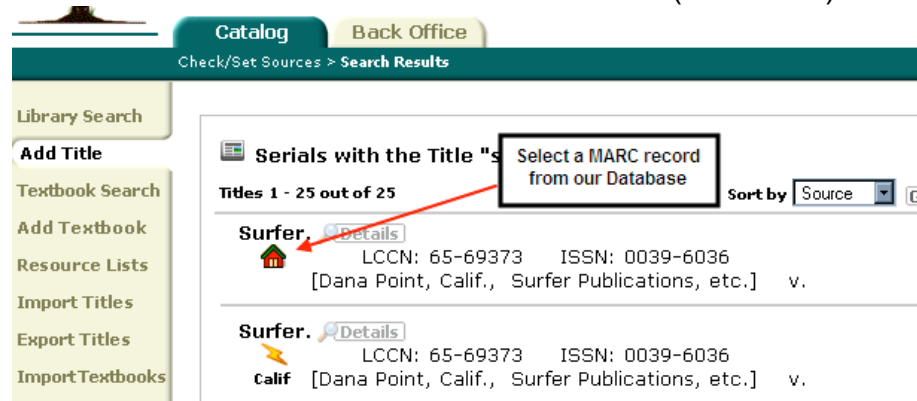 Catalog Back Office
Check/Set Sources > Search Results
Library Search
Add Title
Textbook Search
Add Textbook
Resource Lists
Import Titles
Export Titles
ImportTextbooks
Serials with the Title "s
Select a MARC record
from our Database
Titles 1 - 25 out of 25 Sort by Source
Surfer. Details
LCCN: 65-69373 ISSN: 0039-6036
[Dana Point, Calif., Surfer Publications, etc.] v.
Surfer. Details
LCCN: 65-69373 ISSN: 0039-6036
Calif [Dana Point, Calif., Surfer Publications, etc.] v.